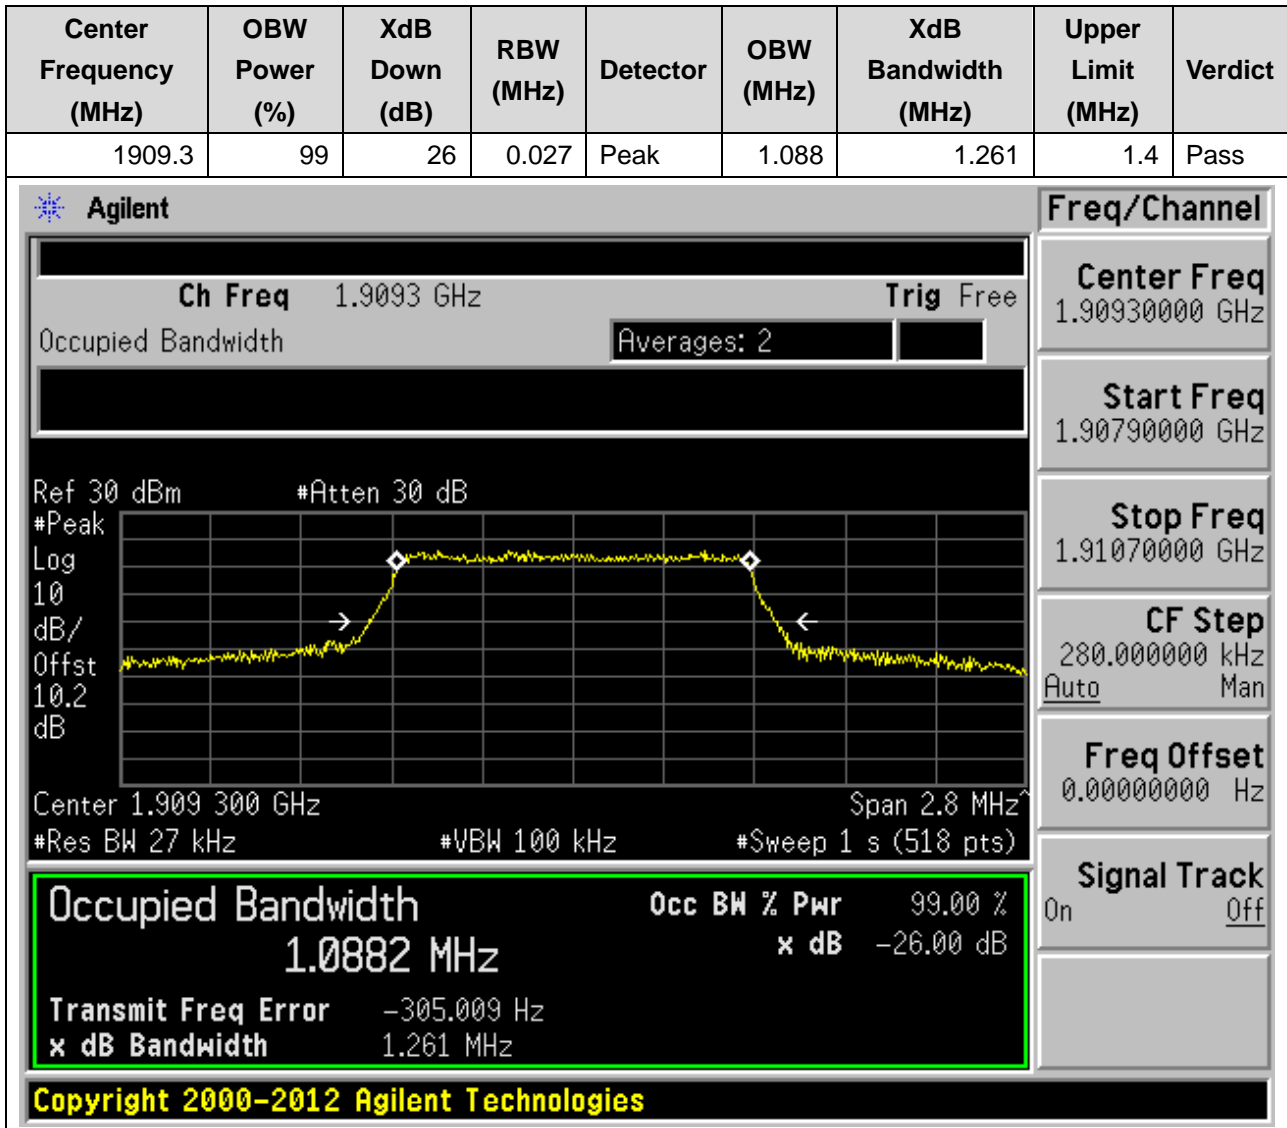 Center Frequency (MHz) OBW Power (%) XdB Down (dB) RBW (MHz) Detector OBW (MHz) XdB Bandwidth (MHz) Upper Limit (MHz) Verdict
1909.3 99 26 0.027 Peak 1.088 1.261 1.4 Pass
Agilent
Freq/Channel
Ch Freq 1.9093 GHz Trig Free
Occupied Bandwidth Averages: 2
Center Freq
1.90930000 GHz
Start Freq
1.90790000 GHz
Stop Freq
1.91070000 GHz
CF Step
280.000000 kHz
Auto Man
Freq Offset
0.00000000 Hz
Signal Track
On Off
Ref 30 dBm #Atten 30 dB
#Peak
Log
10
dB/
Offst
10.2
dB
Center 1.909 300 GHz Span 2.8 MHz^
#Res BW 27 kHz #VBW 100 kHz #Sweep 1 s (518 pts)
Occupied Bandwidth Occ BW % Pwr 99.00 %
1.0882 MHz x dB -26.00 dB
Transmit Freq Error -305.009 Hz
x dB Bandwidth 1.261 MHz
Copyright 2000-2012 Agilent Technologies